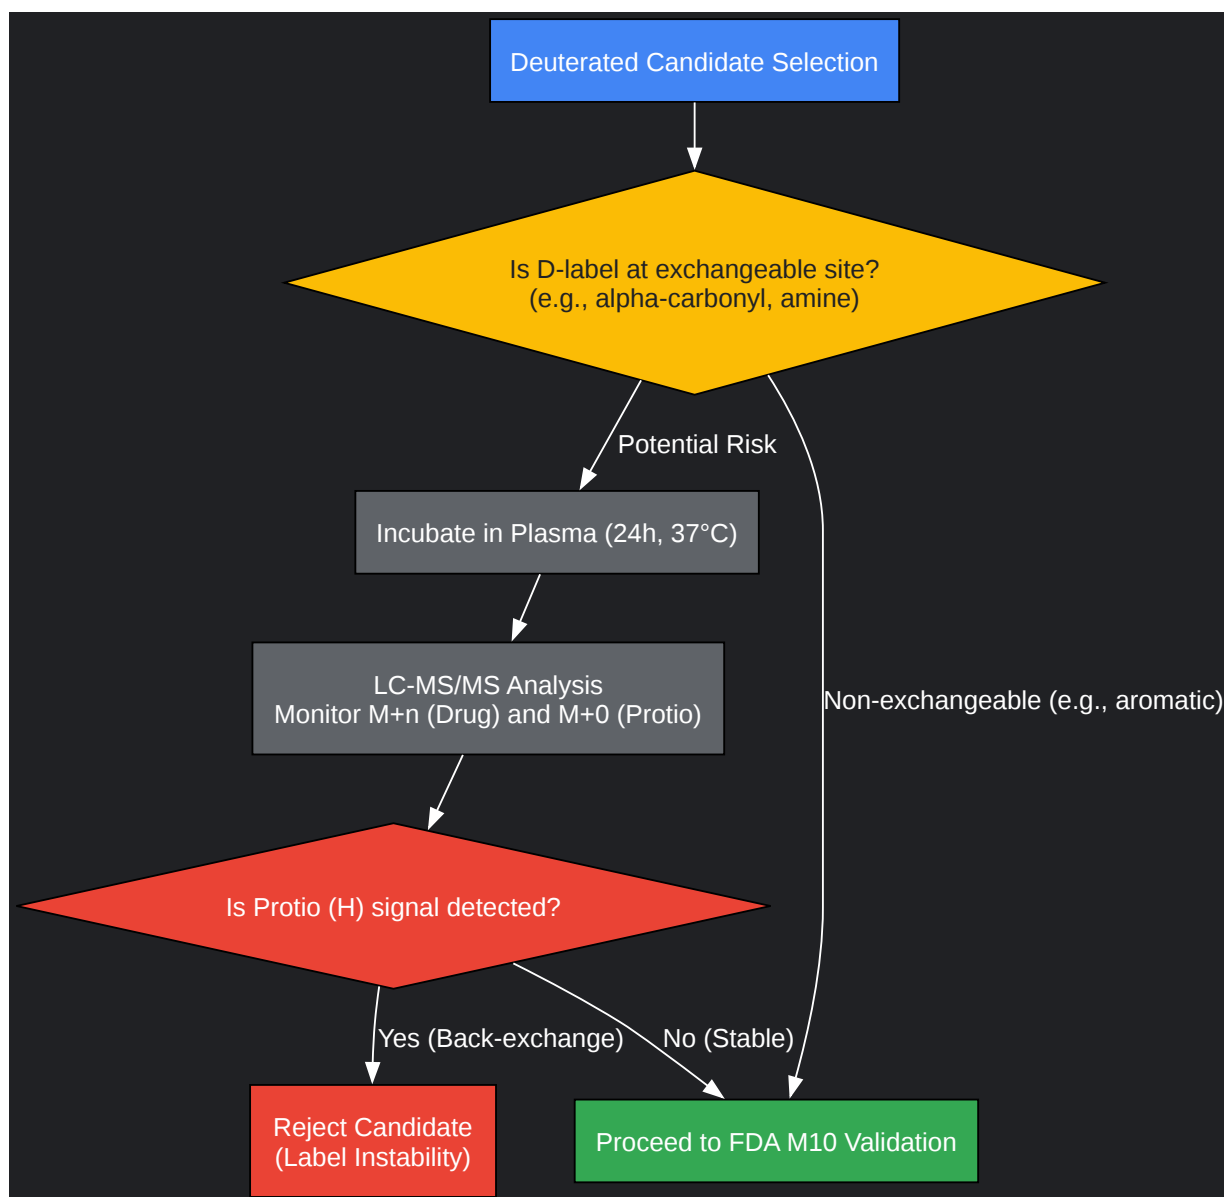 Deuterated Candidate Selection
Is D-label at exchangeable site?
(e.g., alpha-carbonyl, amine)
Potential Risk
Incubate in Plasma (24h, 37°C)
LC-MS/MS Analysis
Monitor M+n (Drug) and M+0 (Protio)
Non-exchangeable (e.g., aromatic)
Is Protio (H) signal detected?
Yes (Back-exchange)
No (Stable)
Reject Candidate
(Label Instability)
Proceed to FDA M10 Validation